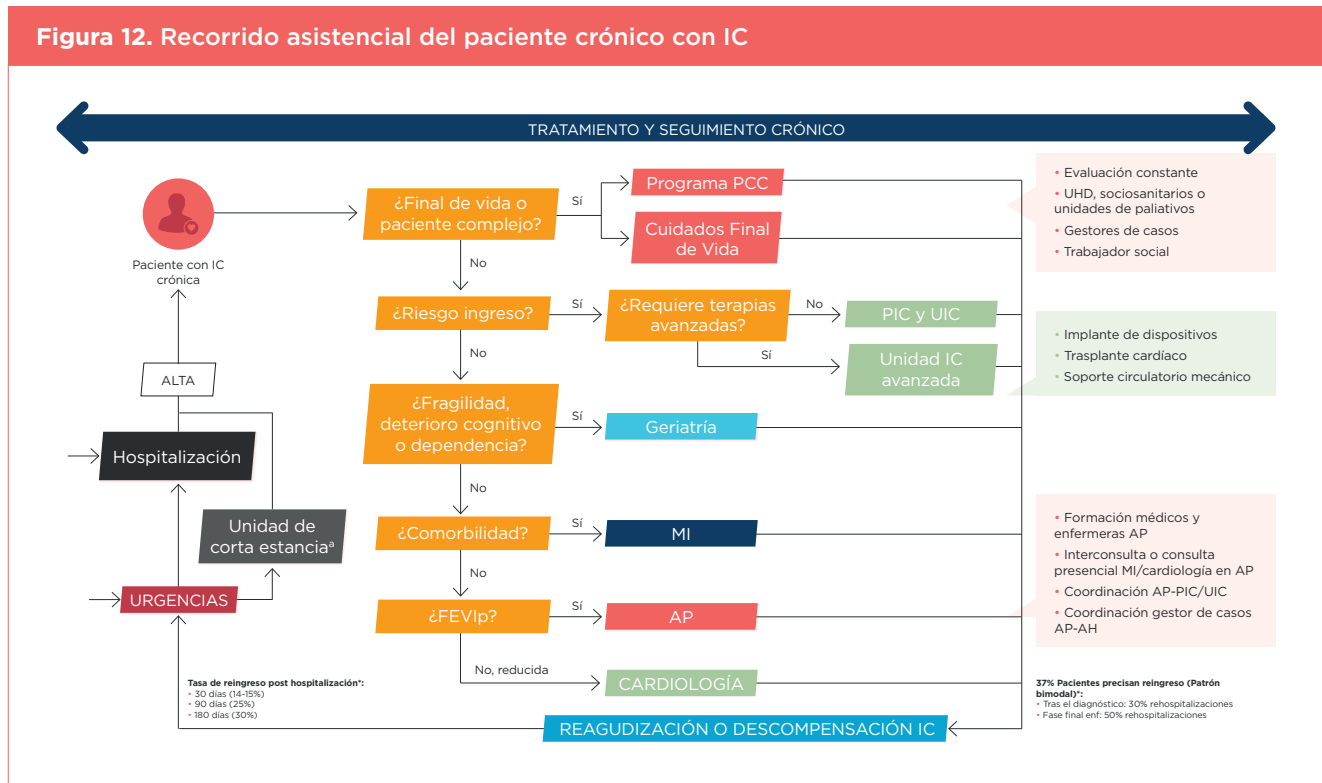 Figura 12. Recorrido asistencial del paciente crónico con IC
TRATAMIENTO Y SEGUIMIENTO CRÓNICO
Paciente con IC
crónica
ALTA
Hospitalización
Unidad de
corta estanciaᵃ
URGENCIAS
¿Final de vida o
paciente complejo?
Sí
No
Programa PCC
Cuidados Final
de Vida
¿Riesgo ingreso?
Sí
No
¿Requiere terapias
avanzadas?
No
Sí
PIC y UIC
Unidad IC
avanzada
¿Fragilidad,
deterioro cognitivo
o dependencia?
Sí
No
Geriatría
¿Comorbilidad?
Sí
No
MI
¿FEVIp?
Sí
No, reducida
AP
CARDIOLOGÍA
REAGUDIZACIÓN O DESCOMPENSACIÓN IC
• Evaluación constante
• UHD, sociosanitarios o
unidades de paliativos
• Gestores de casos
• Trabajador social
• Implante de dispositivos
• Trasplante cardíaco
• Soporte circulatorio mecánico
• Formación médicos y
enfermeras AP
• Interconsulta o consulta
presencial MI/cardiología en AP
• Coordinación AP-PIC/UIC
• Coordinación gestor de casos
AP-AH
Tasa de reingreso post hospitalización*:
• 30 días (14-15%)
• 90 días (25%)
• 180 días (30%)
37% Pacientes precisan reingreso (Patrón
bimodal)*:
• Tras el diagnóstico: 30% rehospitalizaciones
• Fase final enf: 50% rehospitalizaciones